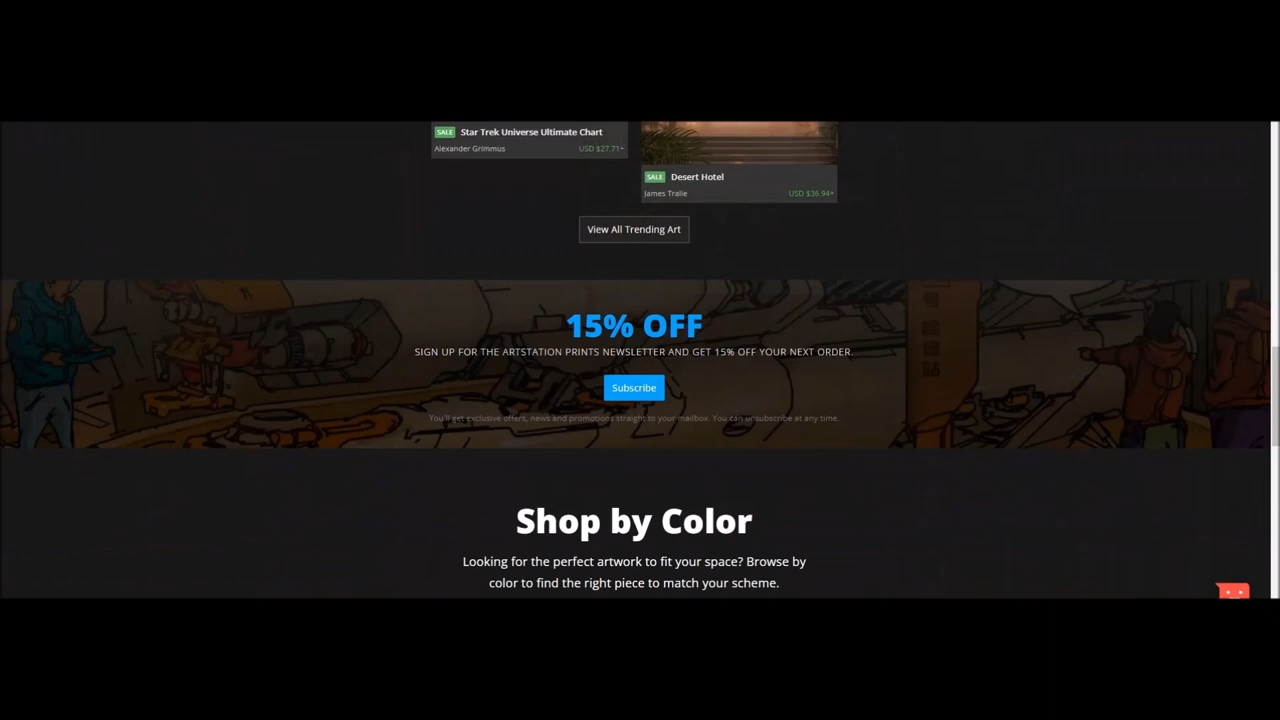 SALE Star Trek Universe Ultimate Chart
Alexander Grimmus USD $27.71+
SALE Desert Hotel
James Tralie USD $36.94+
View All Trending Art
15% OFF
SIGN UP FOR THE ARTSTATION PRINTS NEWSLETTER AND GET 15% OFF YOUR NEXT ORDER.
Subscribe
You'll get exclusive offers, news and promotions straight to your mailbox. You can unsubscribe at any time.
Shop by Color
Looking for the perfect artwork to fit your space? Browse by
color to find the right piece to match your scheme.